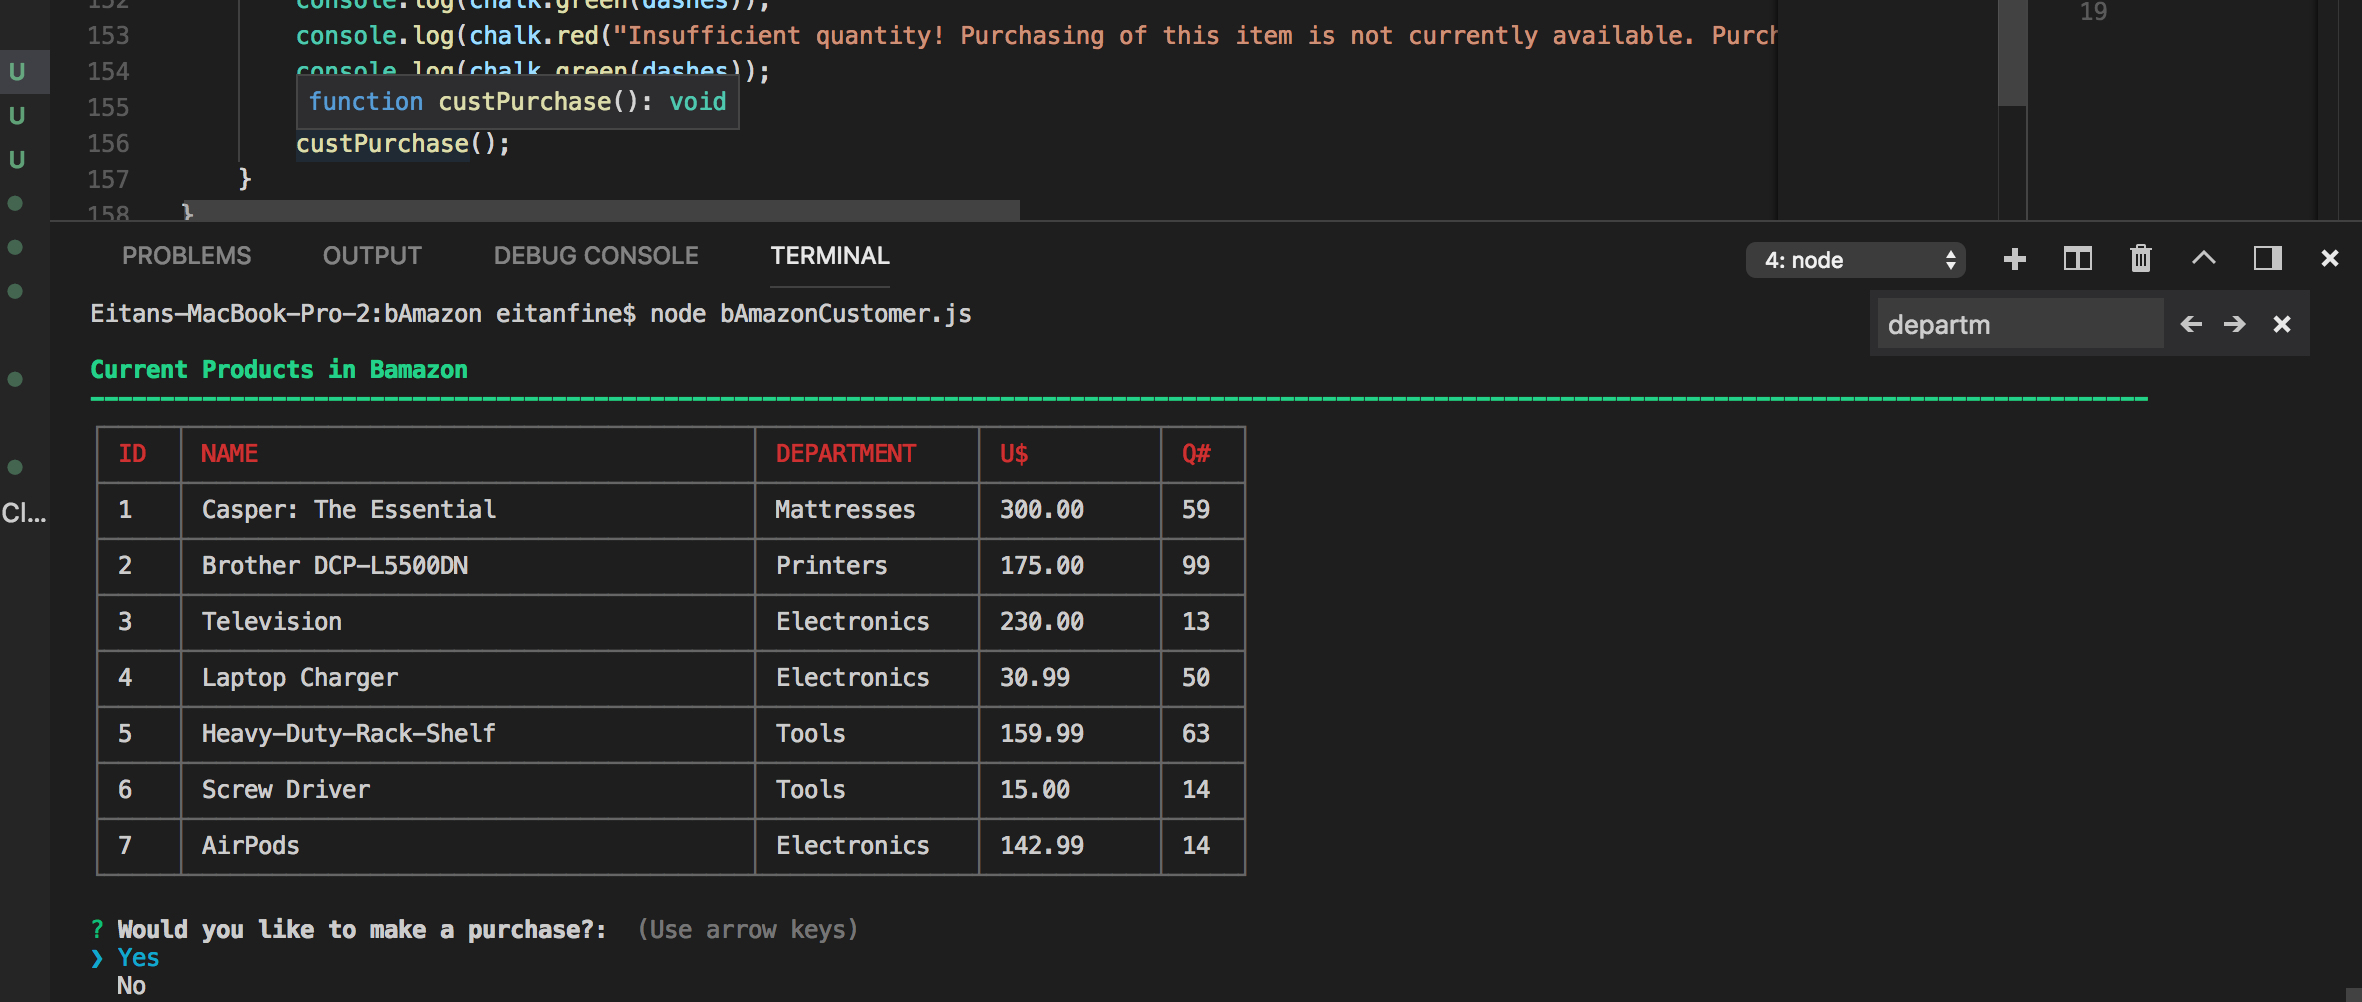 152 console.log(chalk.green(dashes));
153 console.log(chalk.red("Insufficient quantity! Purchasing of this item is not currently available. Purch
154 console.log(chalk.green(dashes));
155
function custPurchase(): void
156 custPurchase();
157 }
158 }
19
U
U
U
Cl...
PROBLEMS OUTPUT DEBUG CONSOLE TERMINAL 4: node
departm
Eitans-MacBook-Pro-2:bAmazon eitanfine$ node bAmazonCustomer.js
Current Products in Bamazon
ID NAME DEPARTMENT U$ Q#
1 Casper: The Essential Mattresses 300.00 59
2 Brother DCP-L5500DN Printers 175.00 99
3 Television Electronics 230.00 13
4 Laptop Charger Electronics 30.99 50
5 Heavy-Duty-Rack-Shelf Tools 159.99 63
6 Screw Driver Tools 15.00 14
7 AirPods Electronics 142.99 14
? Would you like to make a purchase?: (Use arrow keys)
❯ Yes
No